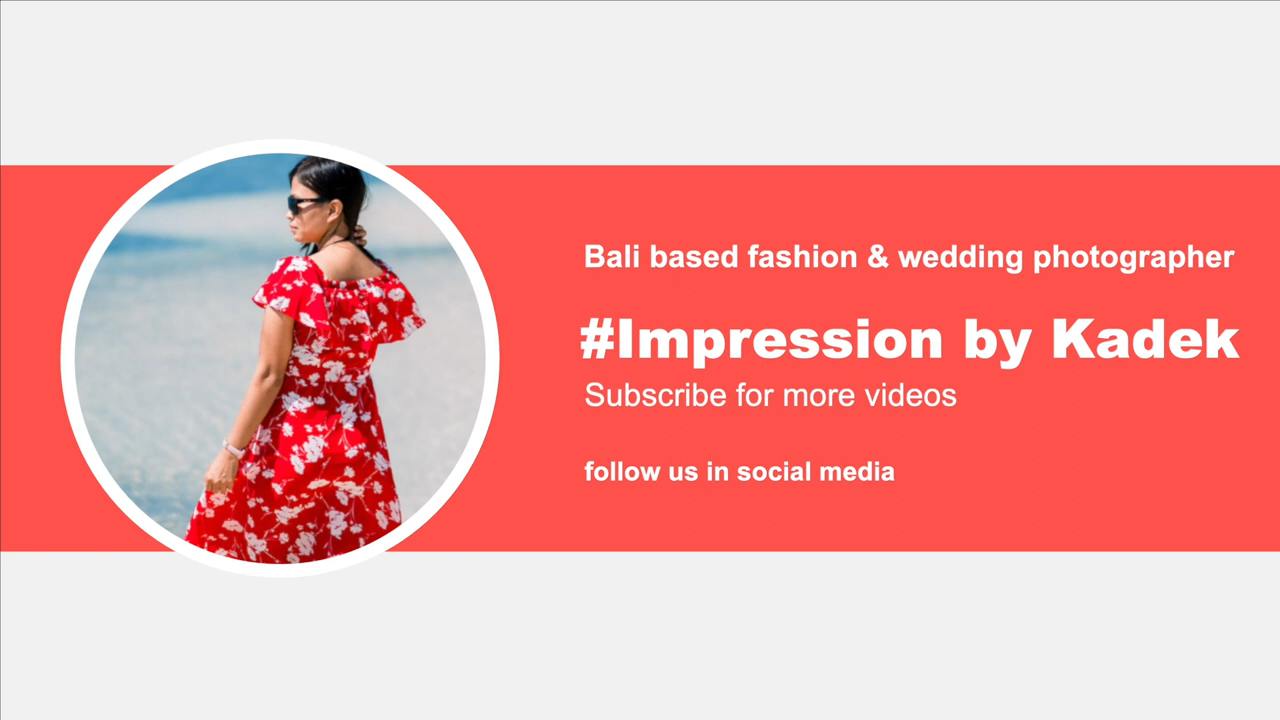 Bali based fashion & wedding photographer
#Impression by Kadek
Subscribe for more videos
follow us in social media